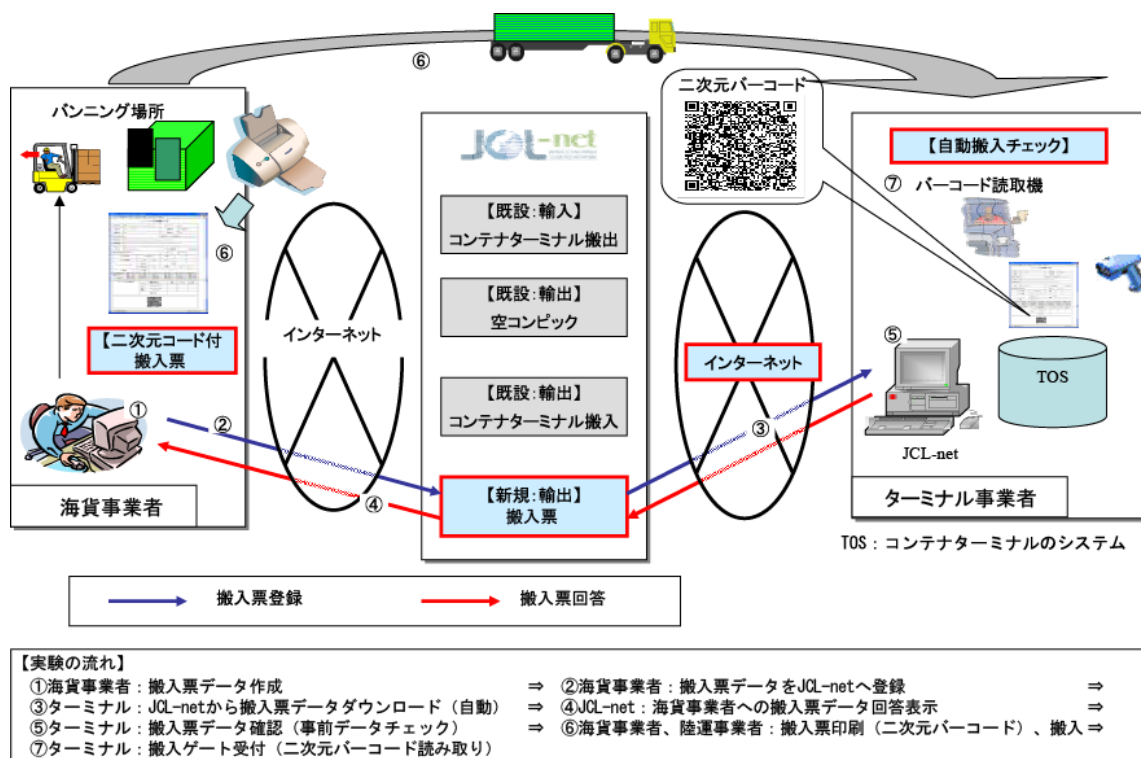 ⑥
バンニング場所
二次元バーコード
JCL-net
【自動搬入チェック】
⑦ バーコード読取機
【既設：輸入】
コンテナターミナル搬出
⑥
【既設：輸出】
空コンピック
インターネット
【二次元コード付
搬入票
インターネット
⑤
TOS
【既設：輸出】
コンテナターミナル搬入
①
②
③
JCL-net
④
【新規：輸出】
搬入票
海貨事業者
ターミナル事業者
TOS：コンテナターミナルのシステム
搬入票登録
搬入票回答
【実験の流れ】
①海貨事業者：搬入票データ作成 ⇒ ②海貨事業者：搬入票データをJCL-netへ登録 ⇒
③ターミナル：JCL-netから搬入票データダウンロード（自動） ⇒ ④JCL-net：海貨事業者への搬入票データ回答表示 ⇒
⑤ターミナル：搬入票データ確認（事前データチェック） ⇒ ⑥海貨事業者、陸運事業者：搬入票印刷（二次元バーコード）、搬入 ⇒
⑦ターミナル：搬入ゲート受付（二次元バーコード読み取り）